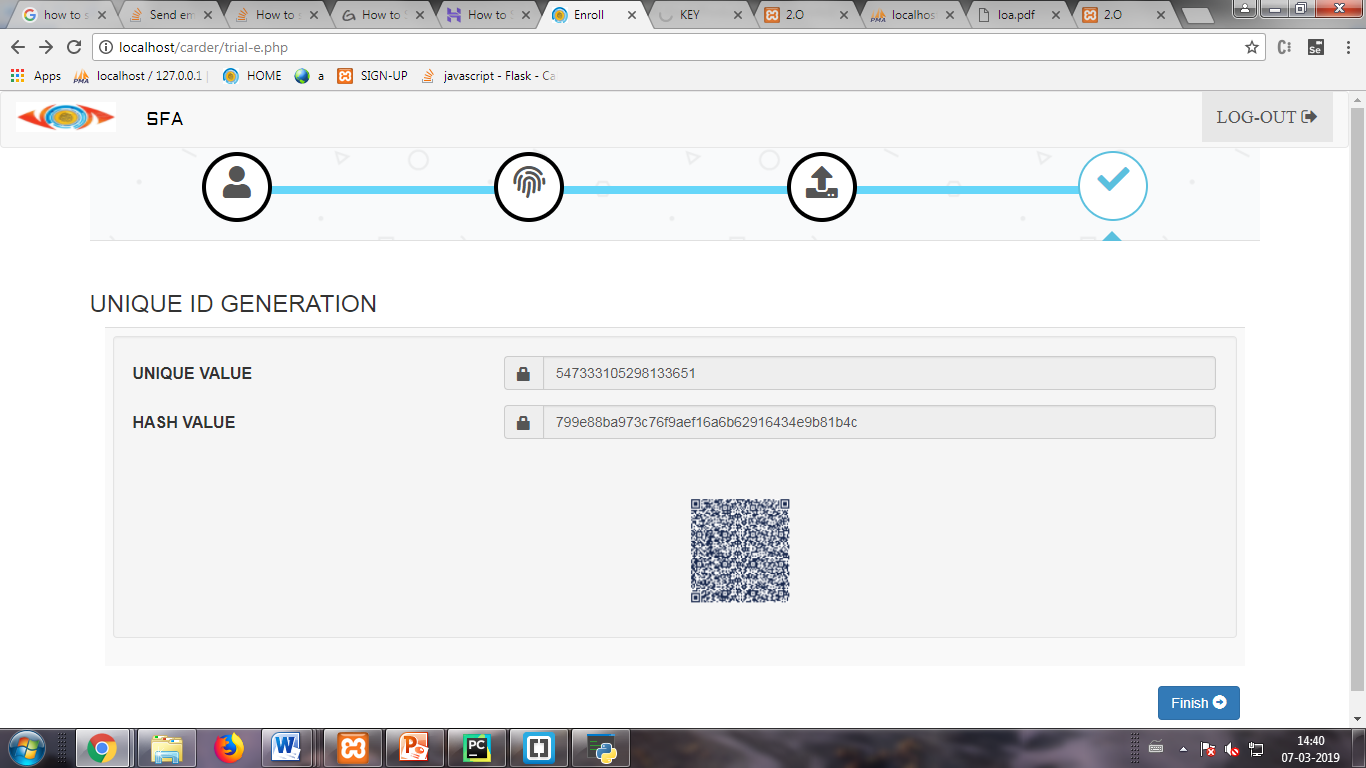 how to s
Send em
How to s
How to
How to
Enroll
KEY
2.O
localhos
loa.pdf
2.O
localhost/carder/trial-e.php
Apps
localhost / 127.0.0.1
HOME
a
SIGN-UP
javascript - Flask - Ca
SFA
LOG-OUT
UNIQUE ID GENERATION
UNIQUE VALUE
547333105298133651
HASH VALUE
799e88ba973c76f9aef16a6b62916434e9b81b4c
Finish
14:40
07-03-2019